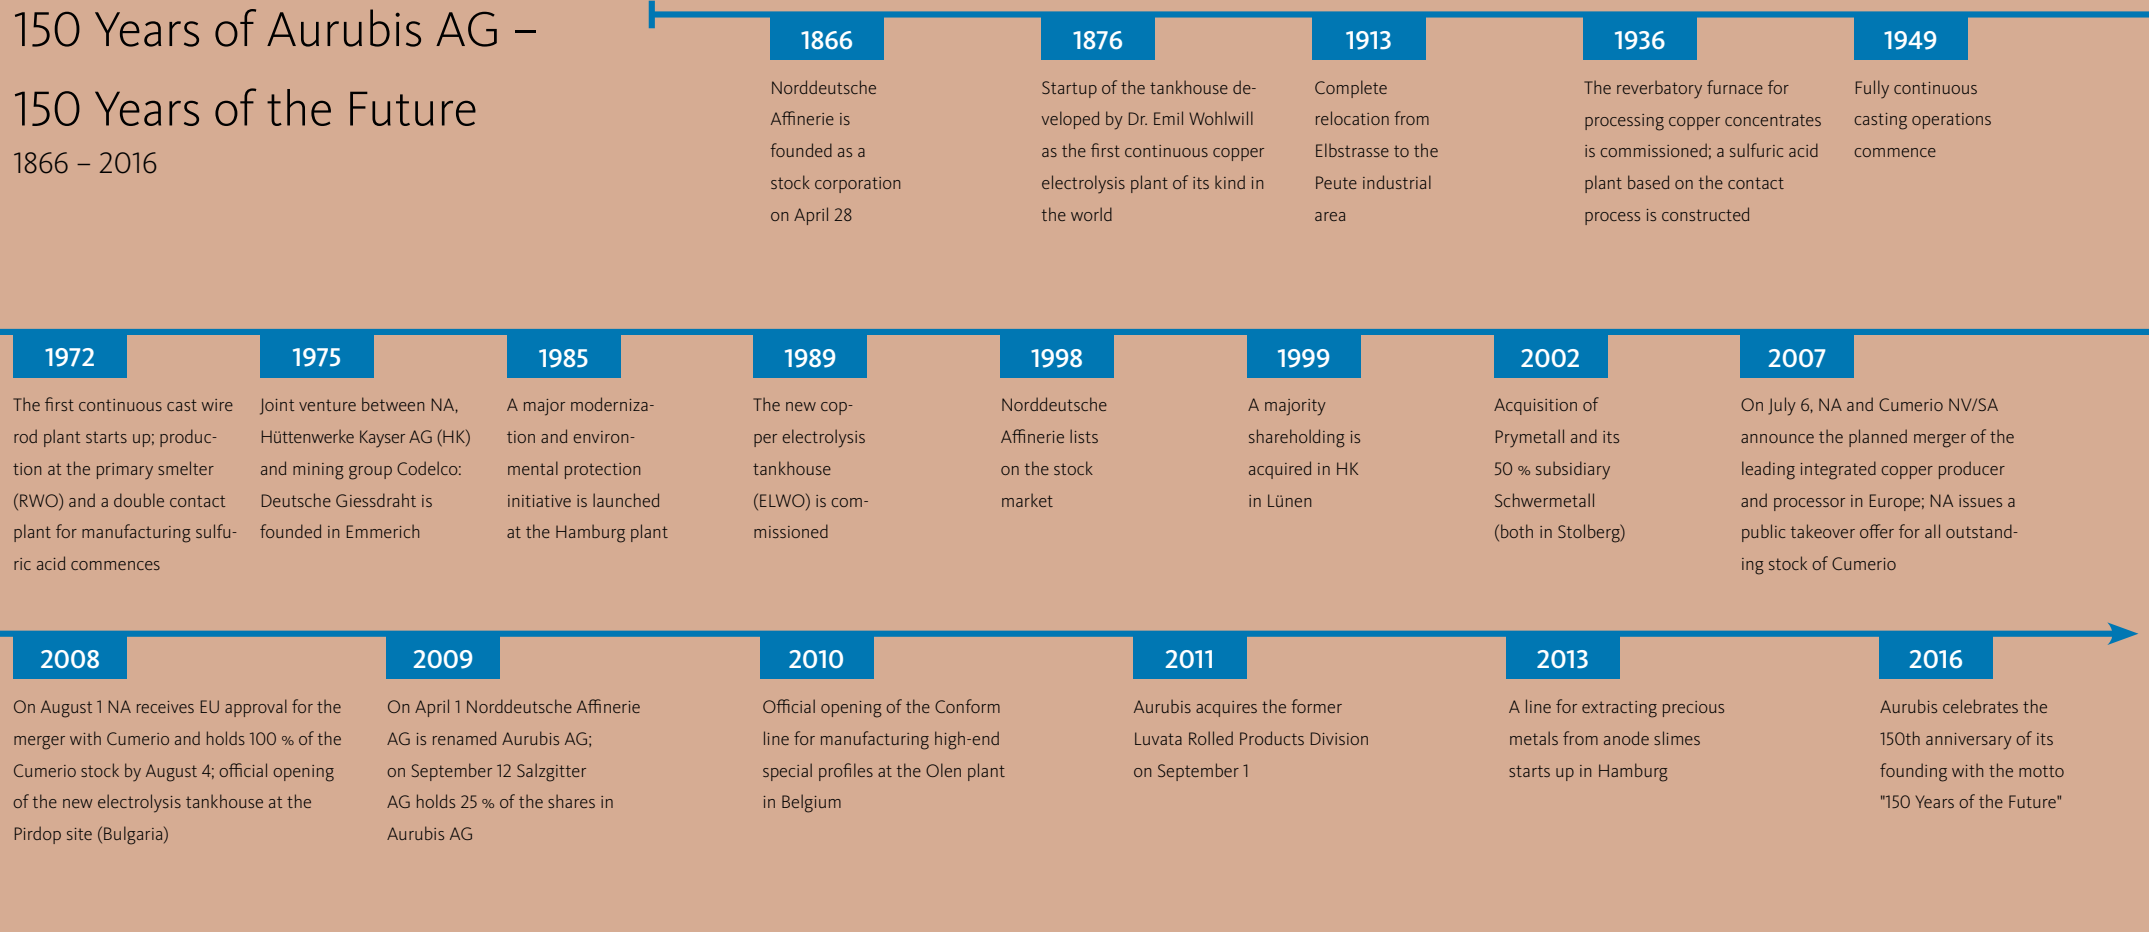 150 Years of Aurubis AG –
150 Years of the Future
1866 – 2016
1866
Norddeutsche
Affinerie is
founded as a
stock corporation
on April 28
1876
Startup of the tankhouse de-
veloped by Dr. Emil Wohlwill
as the first continuous copper
electrolysis plant of its kind in
the world
1913
Complete
relocation from
Elbstrasse to the
Peute industrial
area
1936
The reverbatory furnace for
processing copper concentrates
is commissioned; a sulfuric acid
plant based on the contact
process is constructed
1949
Fully continuous
casting operations
commence
1972
The first continuous cast wire
rod plant starts up; produc-
tion at the primary smelter
(RWO) and a double contact
plant for manufacturing sulfu-
ric acid commences
1975
Joint venture between NA,
Hüttenwerke Kayser AG (HK)
and mining group Codelco:
Deutsche Giessdraht is
founded in Emmerich
1985
A major moderniza-
tion and environ-
mental protection
initiative is launched
at the Hamburg plant
1989
The new cop-
per electrolysis
tankhouse
(ELWO) is com-
missioned
1998
Norddeutsche
Affinerie lists
on the stock
market
1999
A majority
shareholding is
acquired in HK
in Lünen
2002
Acquisition of
Prymetall and its
50 % subsidiary
Schwermetall
(both in Stolberg)
2007
On July 6, NA and Cumerio NV/SA
announce the planned merger of the
leading integrated copper producer
and processor in Europe; NA issues a
public takeover offer for all outstand-
ing stock of Cumerio
2008
On August 1 NA receives EU approval for the
merger with Cumerio and holds 100 % of the
Cumerio stock by August 4; official opening
of the new electrolysis tankhouse at the
Pirdop site (Bulgaria)
2009
On April 1 Norddeutsche Affinerie
AG is renamed Aurubis AG;
on September 12 Salzgitter
AG holds 25 % of the shares in
Aurubis AG
2010
Official opening of the Conform
line for manufacturing high-end
special profiles at the Olen plant
in Belgium
2011
Aurubis acquires the former
Luvata Rolled Products Division
on September 1
2013
A line for extracting precious
metals from anode slimes
starts up in Hamburg
2016
Aurubis celebrates the
150th anniversary of its
founding with the motto
"150 Years of the Future"